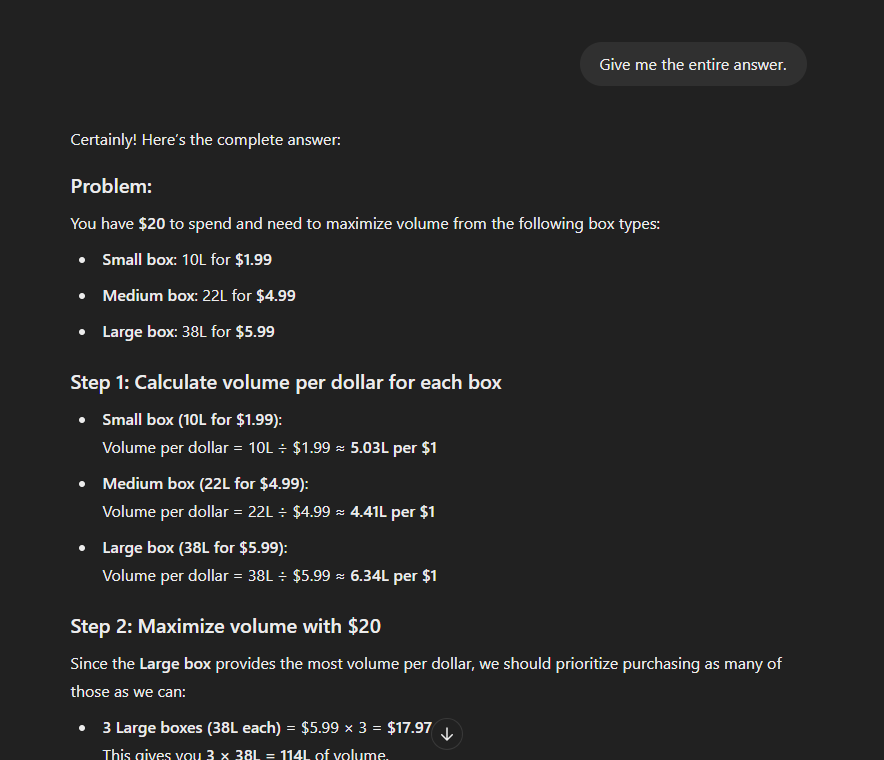 Give me the entire answer.
Certainly! Here's the complete answer:
Problem:
You have $20 to spend and need to maximize volume from the following box types:
• Small box: 10L for $1.99
• Medium box: 22L for $4.99
• Large box: 38L for $5.99
Step 1: Calculate volume per dollar for each box
• Small box (10L for $1.99):
Volume per dollar = 10L ÷ $1.99 ≈ 5.03L per $1
• Medium box (22L for $4.99):
Volume per dollar = 22L ÷ $4.99 ≈ 4.41L per $1
• Large box (38L for $5.99):
Volume per dollar = 38L ÷ $5.99 ≈ 6.34L per $1
Step 2: Maximize volume with $20
Since the Large box provides the most volume per dollar, we should prioritize purchasing as many of
those as we can:
• 3 Large boxes (38L each) = $5.99 × 3 = $17.97
This gives you 3 × 38L = 114L of volume.